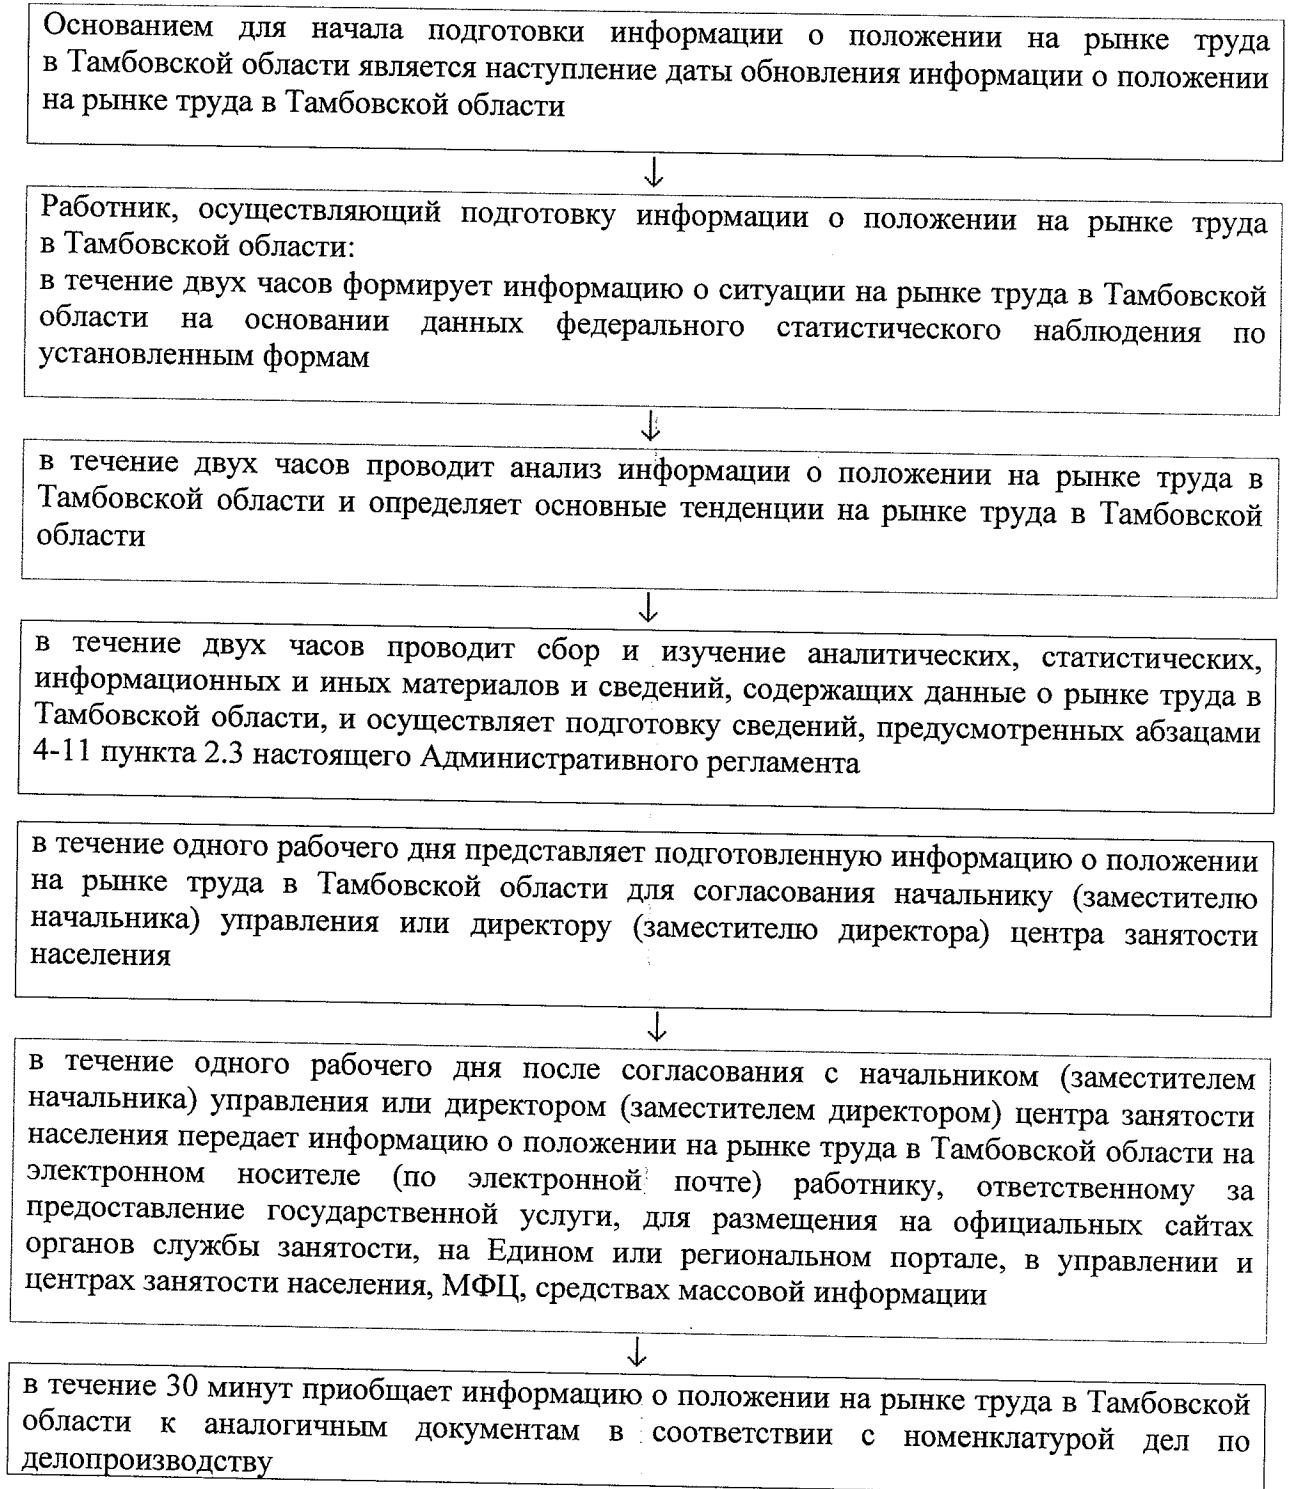 Основанием для начала подготовки информации о положении на рынке труда
в Тамбовской области является наступление даты обновления информации о положении
на рынке труда в Тамбовской области
↓
Работник, осуществляющий подготовку информации о положении на рынке труда
в Тамбовской области:
в течение двух часов формирует информацию о ситуации на рынке труда в Тамбовской
области на основании данных федерального статистического наблюдения по
установленным формам
↓
в течение двух часов проводит анализ информации о положении на рынке труда в
Тамбовской области и определяет основные тенденции на рынке труда в Тамбовской
области
↓
в течение двух часов проводит сбор и изучение аналитических, статистических,
информационных и иных материалов и сведений, содержащих данные о рынке труда в
Тамбовской области, и осуществляет подготовку сведений, предусмотренных абзацами
4-11 пункта 2.3 настоящего Административного регламента
в течение одного рабочего дня представляет подготовленную информацию о положении
на рынке труда в Тамбовской области для согласования начальнику (заместителю
начальника) управления или директору (заместителю директора) центра занятости
населения
↓
в течение одного рабочего дня после согласования с начальником (заместителем
начальника) управления или директором (заместителем директором) центра занятости
населения передает информацию о положении на рынке труда в Тамбовской области на
электронном носителе (по электронной почте) работнику, ответственному за
предоставление государственной услуги, для размещения на официальных сайтах
органов службы занятости, на Едином или региональном портале, в управлении и
центрах занятости населения, МФЦ, средствах массовой информации
↓
в течение 30 минут приобщает информацию о положении на рынке труда в Тамбовской
области к аналогичным документам в соответствии с номенклатурой дел по
делопроизводству